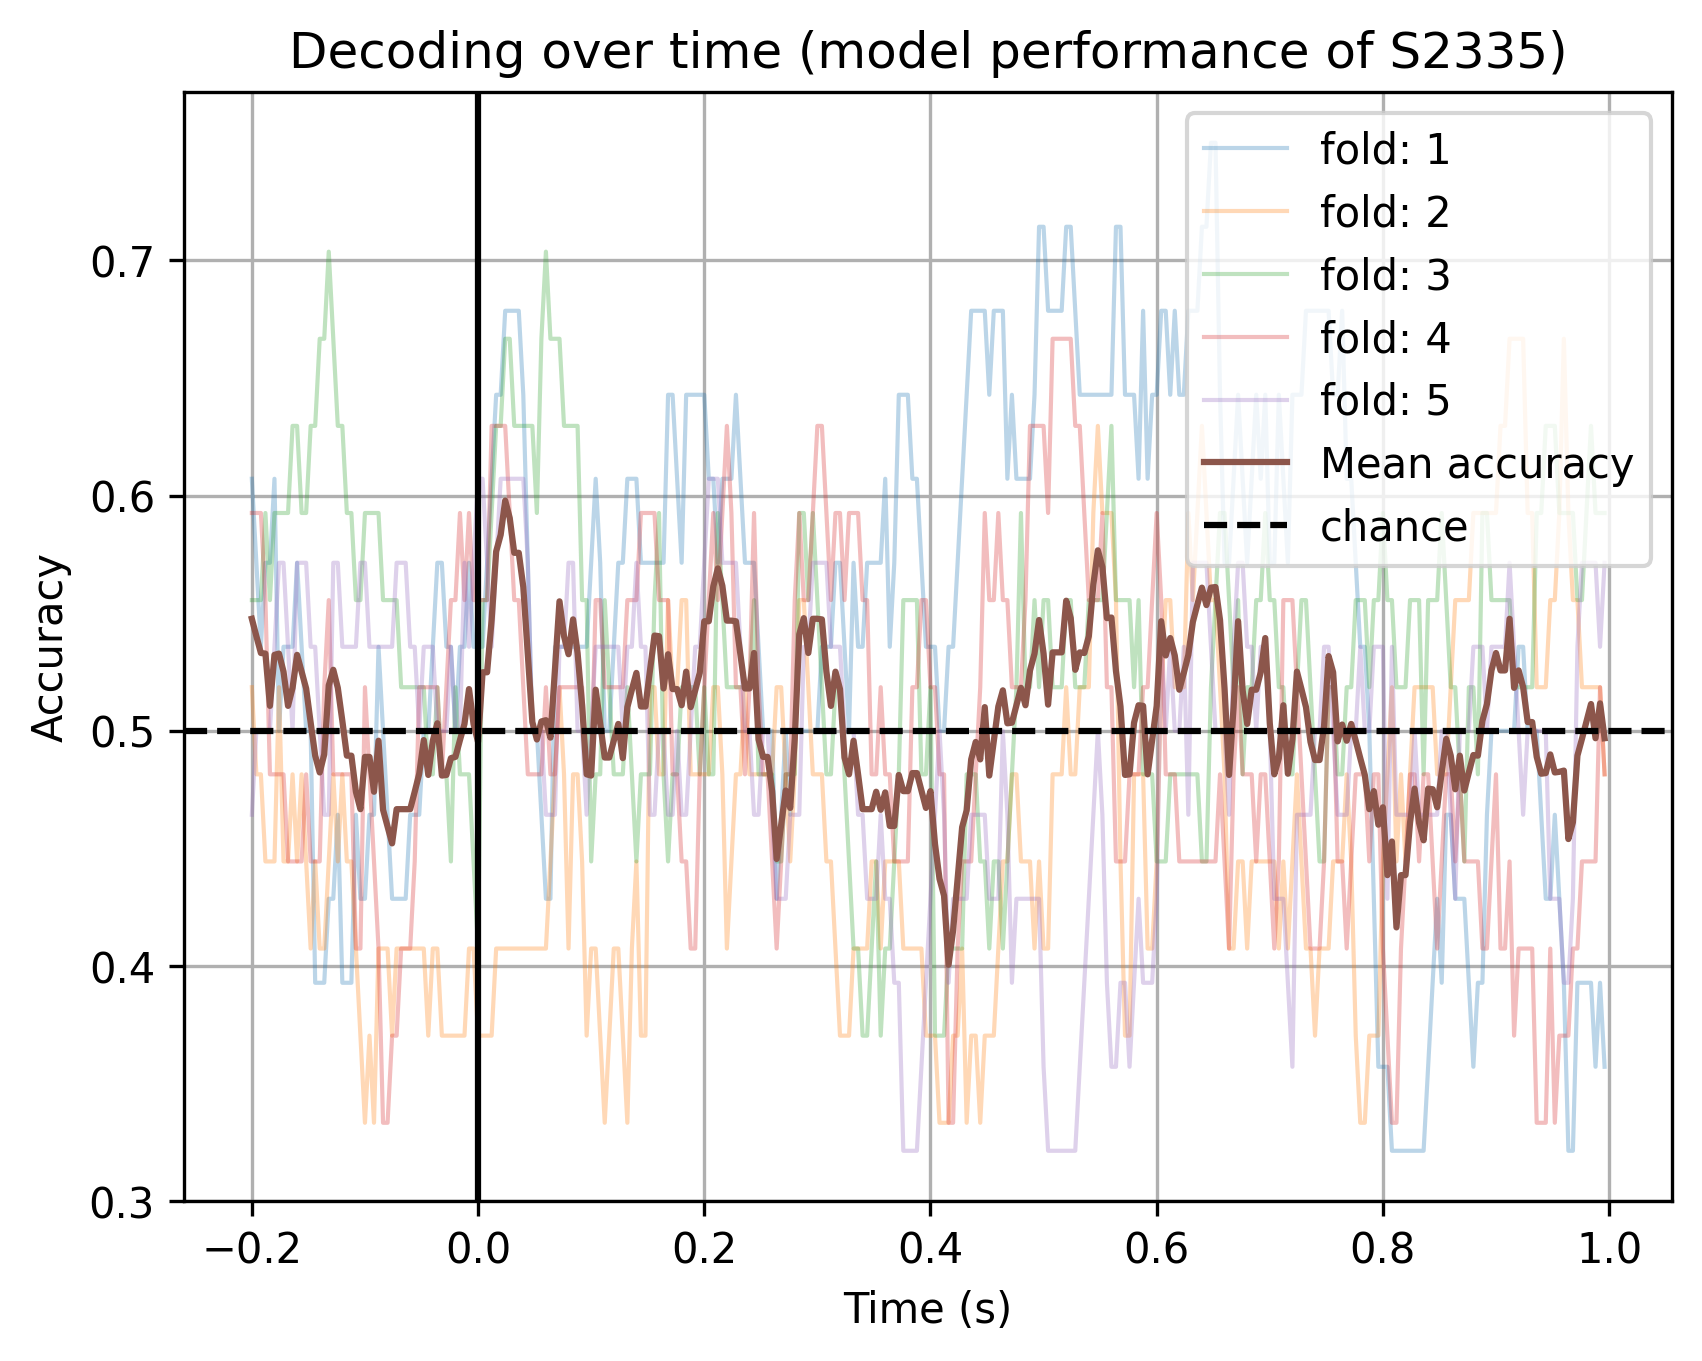 Decoding over time (model performance of S2335)
fold: 1
fold: 2
fold: 3
fold: 4
fold: 5
Mean accuracy
chance
Accuracy
0.7
0.6
0.5
0.4
0.3
−0.2 0.0 0.2 0.4 0.6 0.8 1.0
Time (s)